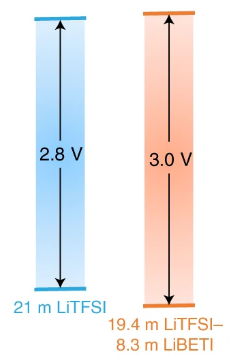 2.8 V
3.0 V
21 m LiTFSI
19.4 m LiTFSI–
8.3 m LiBETI